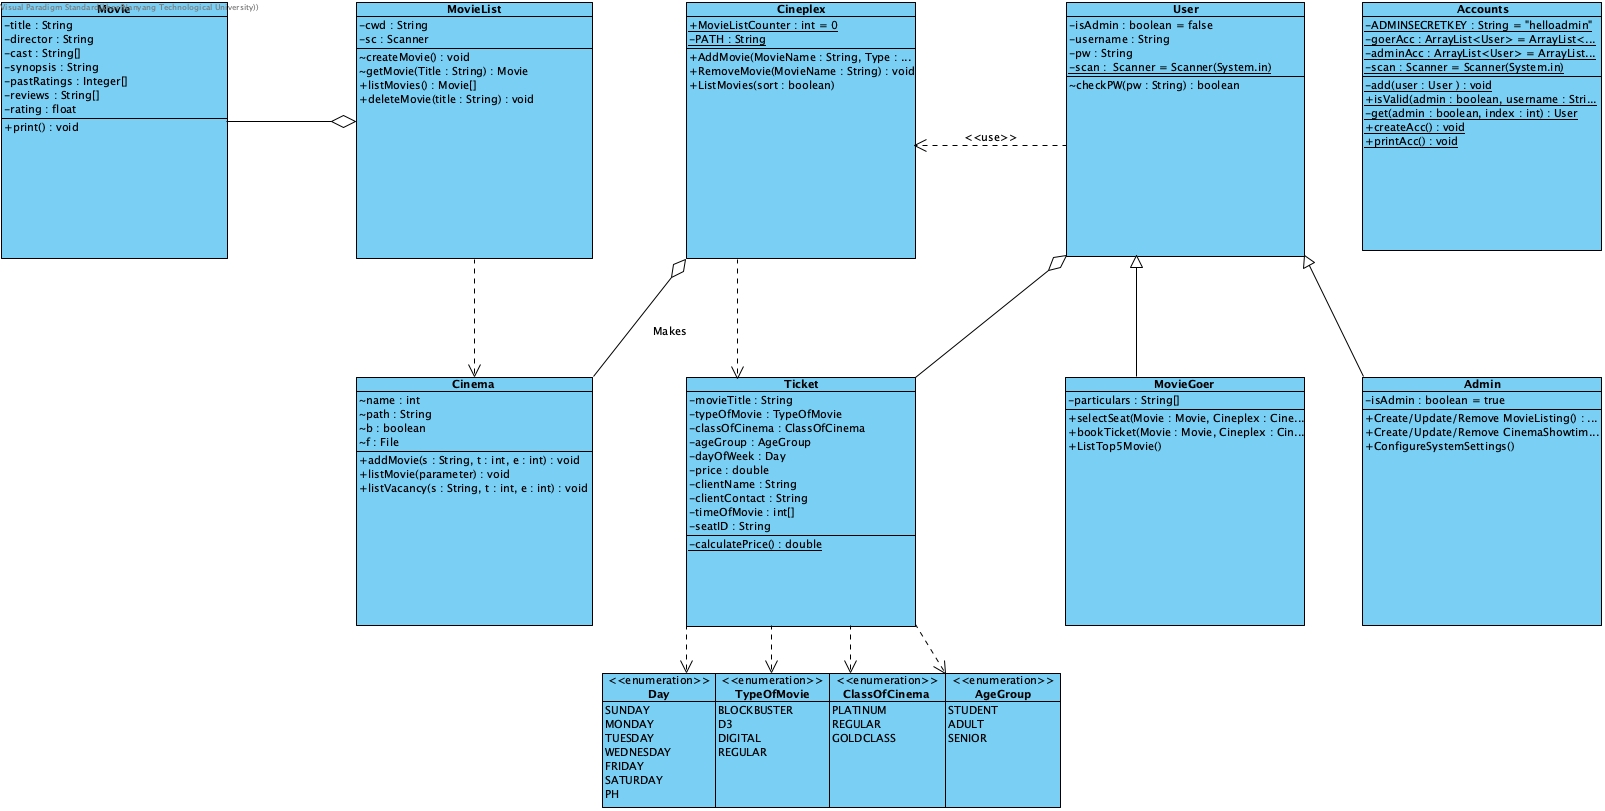 Visual Paradigm Standard Technological University))
Movie
-title : String
-director : String
-cast : String[]
-synopsis : String
-pastRatings : Integer[]
-reviews : String[]
-rating : float
+print() : void
MovieList
-cwd : String
-sc : Scanner
~createMovie() : void
~getMovie(Title : String) : Movie
+listMovies() : Movie[]
+deleteMovie(title : String) : void
Cineplex
+MovieListCounter : int = 0
-PATH : String
+AddMovie(MovieName : String, Type : ...
+RemoveMovie(MovieName : String) : void
+ListMovies(sort : boolean)
User
-isAdmin : boolean = false
-username : String
-pw : String
-scan : Scanner = Scanner(System.in)
~checkPW(pw : String) : boolean
Accounts
-ADMINSECRETKEY : String = "helloadmin"
-goerAcc : ArrayList<User> = ArrayList<...
-adminAcc : ArrayList<User> = ArrayList...
-scan : Scanner = Scanner(System.in)
-add(user : User ) : void
+isValid(admin : boolean, username : Stri...
-get(admin : boolean, index : int) : User
+createAcc() : void
+printAcc() : void
<<use>>
Makes
Cinema
~name : int
~path : String
~b : boolean
~f : File
+addMovie(s : String, t : int, e : int) : void
+listMovie(parameter) : void
+listVacancy(s : String, t : int, e : int) : void
Ticket
-movieTitle : String
-typeOfMovie : TypeOfMovie
-classOfCinema : ClassOfCinema
-ageGroup : AgeGroup
-dayOfWeek : Day
-price : double
-clientName : String
-clientContact : String
-timeOfMovie : int[]
-seatID : String
-calculatePrice() : double
MovieGoer
-particulars : String[]
+selectSeat(Movie : Movie, Cineplex : Cine...
+bookTicket(Movie : Movie, Cineplex : Cin...
+ListTop5Movie()
Admin
-isAdmin : boolean = true
+Create/Update/Remove MovieListing() : ...
+Create/Update/Remove CinemaShowtim...
+ConfigureSystemSettings()
<<enumeration>>
Day
SUNDAY
MONDAY
TUESDAY
WEDNESDAY
FRIDAY
SATURDAY
PH
<<enumeration>>
TypeOfMovie
BLOCKBUSTER
D3
DIGITAL
REGULAR
<<enumeration>>
ClassOfCinema
PLATINUM
REGULAR
GOLDCLASS
<<enumeration>>
AgeGroup
STUDENT
ADULT
SENIOR